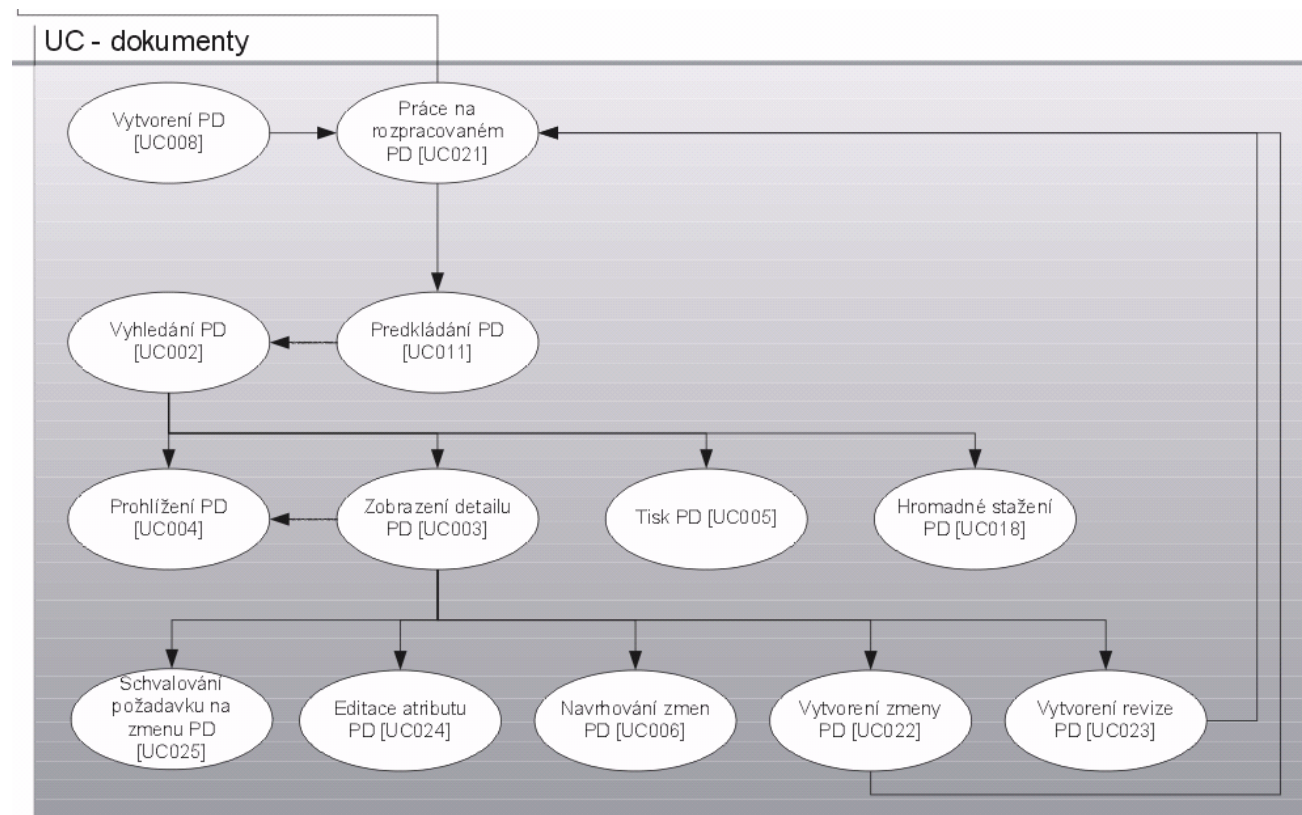 UC - dokumenty
Vytvorení PD
[UC008]
Práce na
rozpracovaném
PD [UC021]
Vyhledání PD
[UC002]
Predkládání PD
[UC011]
Prohlížení PD
[UC004]
Zobrazení detailu
PD [UC003]
Tisk PD [UC005]
Hromadné stažení
PD [UC018]
Schvalování
požadavku na
zmenu PD
[UC025]
Editace atributu
PD [UC024]
Navrhování zmen
PD [UC006]
Vytvorení zmeny
PD [UC022]
Vytvorení revize
PD [UC023]